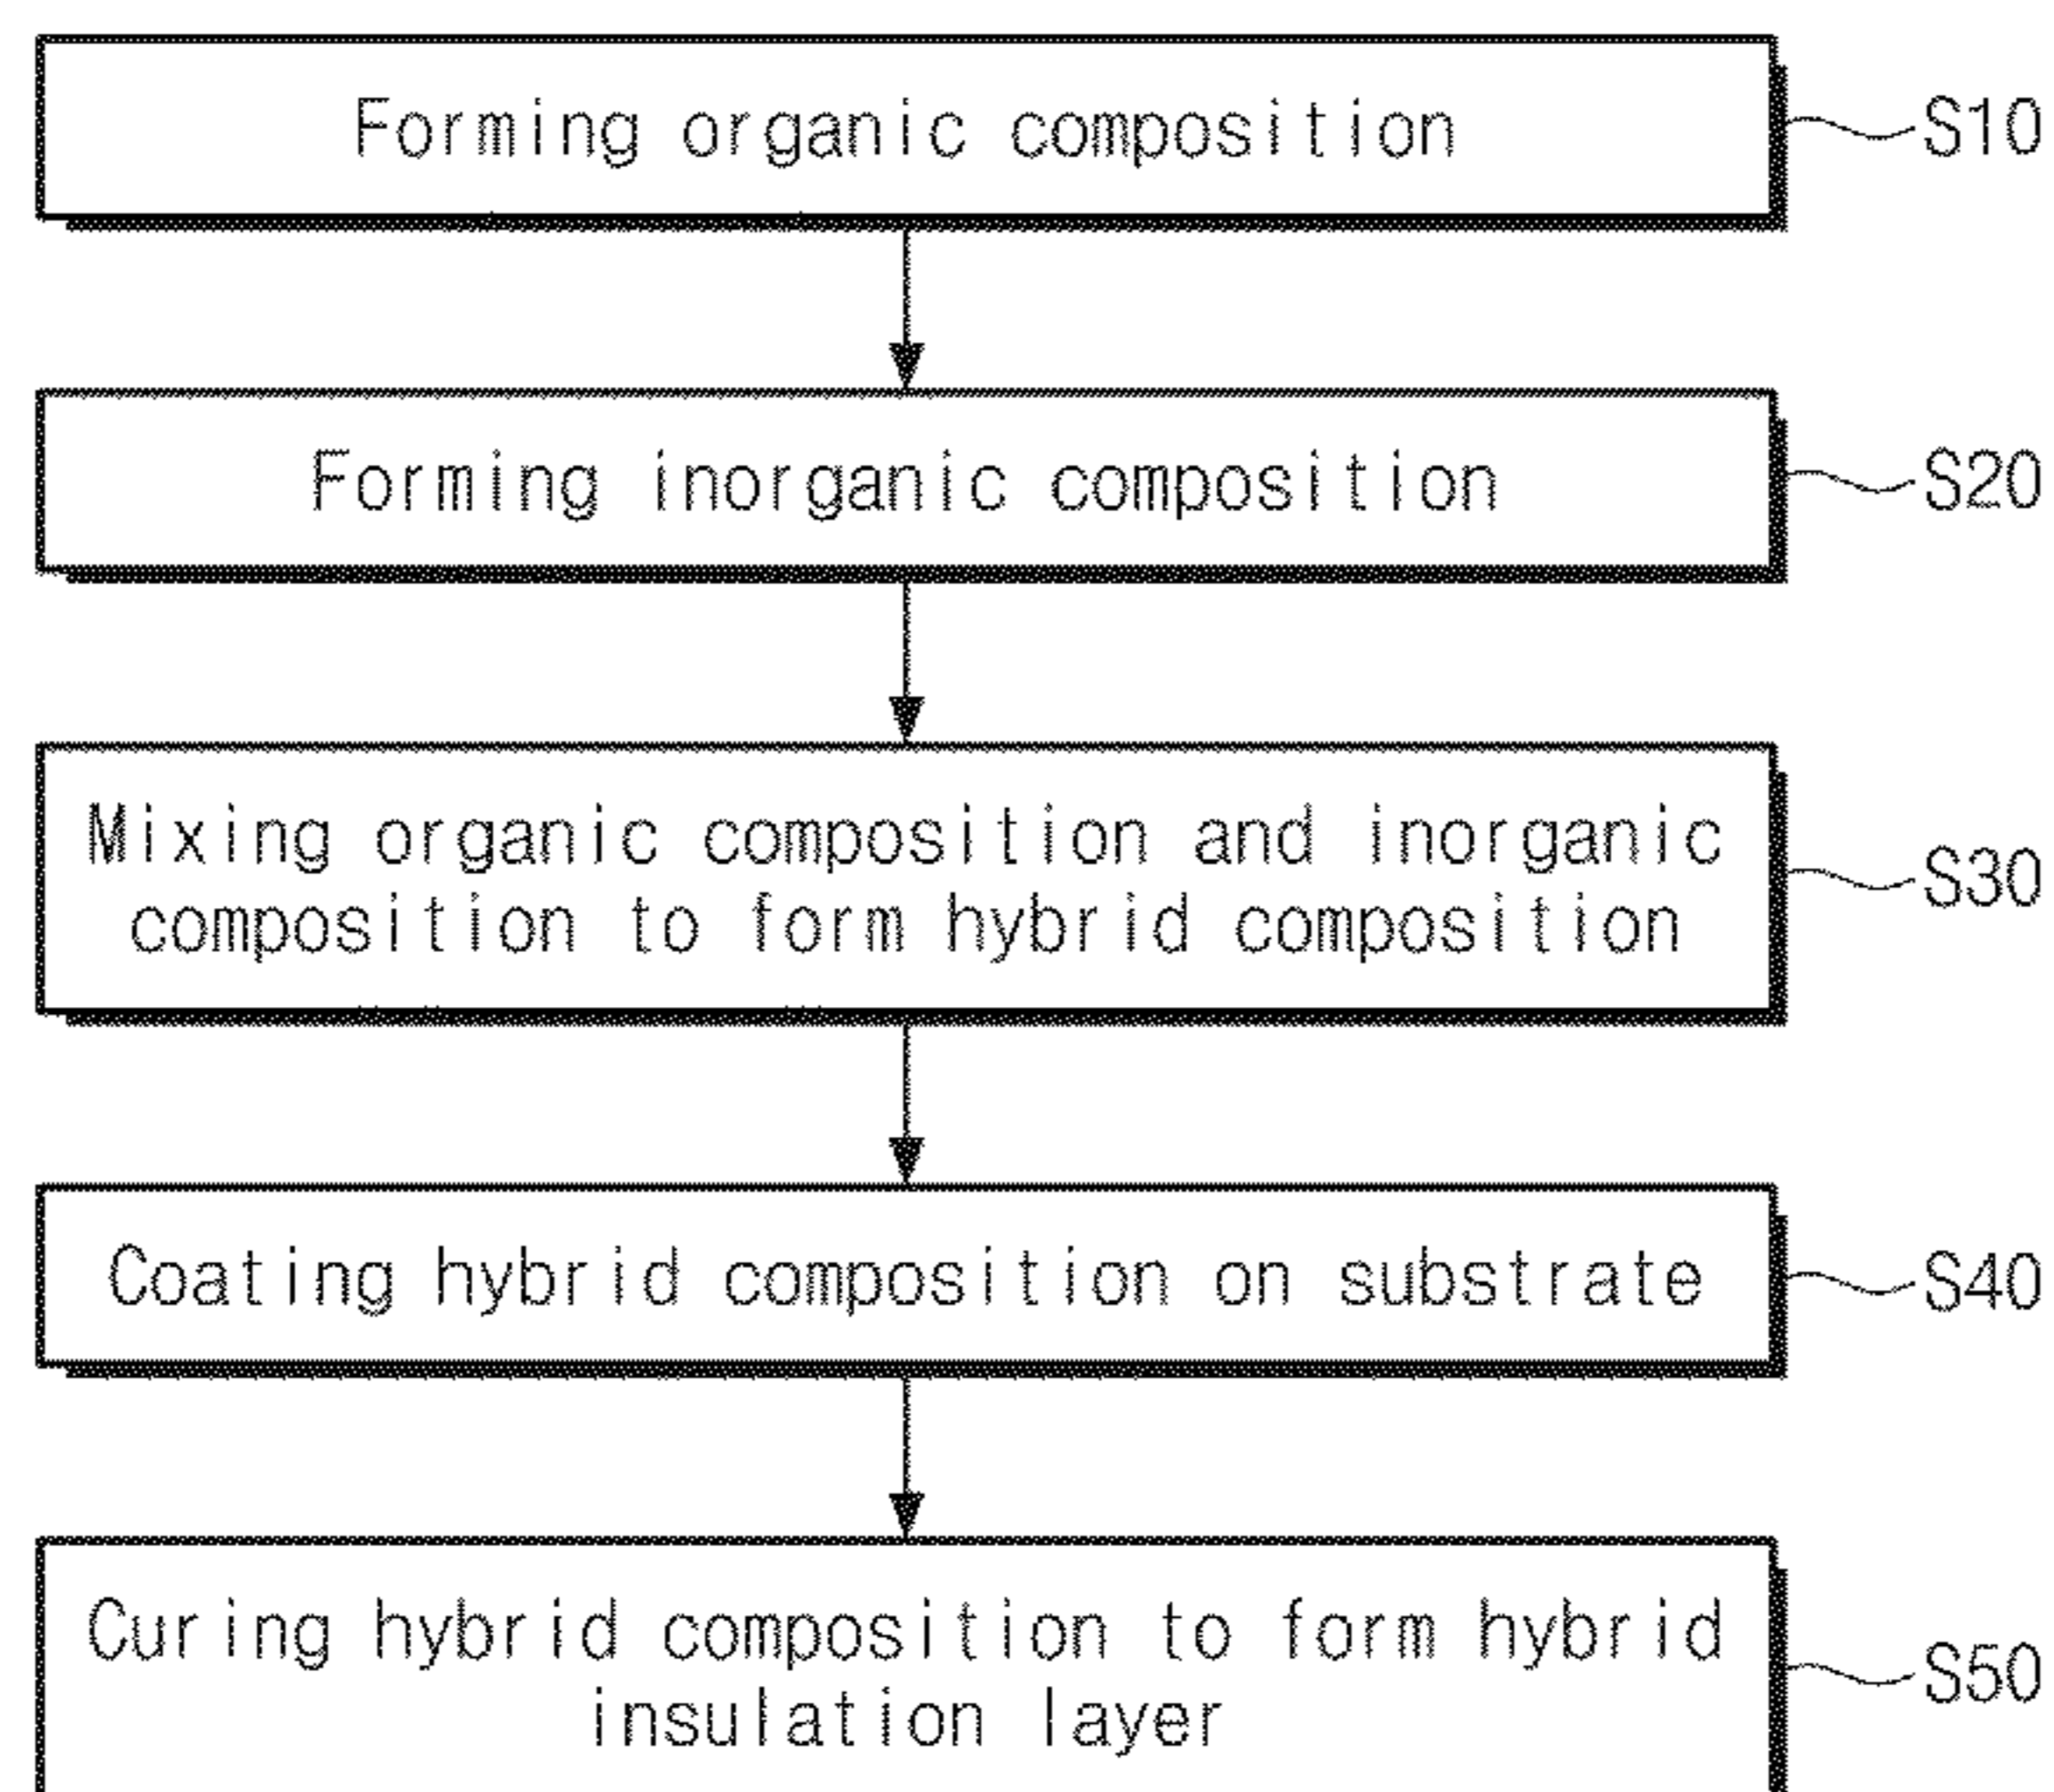 Forming organic composition
S10
Forming inorganic composition
S20
Mixing organic composition and inorganic
composition to form hybrid composition
S30
Coating hybrid composition on substrate
S40
Curing hybrid composition to form hybrid
insulation layer
S50